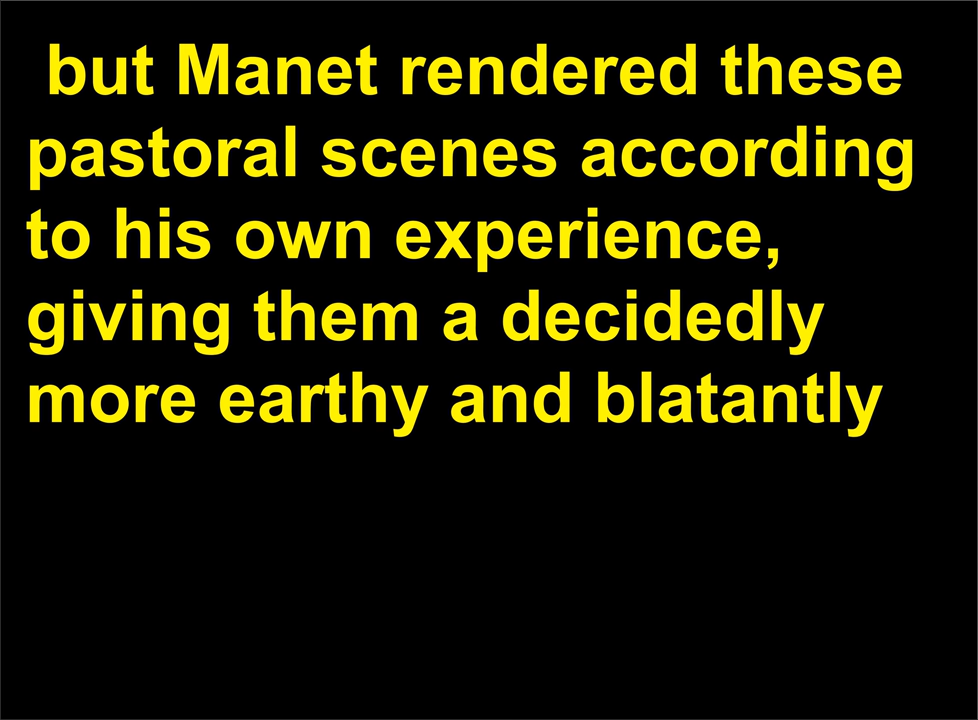 but Manet rendered these
pastoral scenes according
to his own experience,
giving them a decidedly
more earthy and blatantly